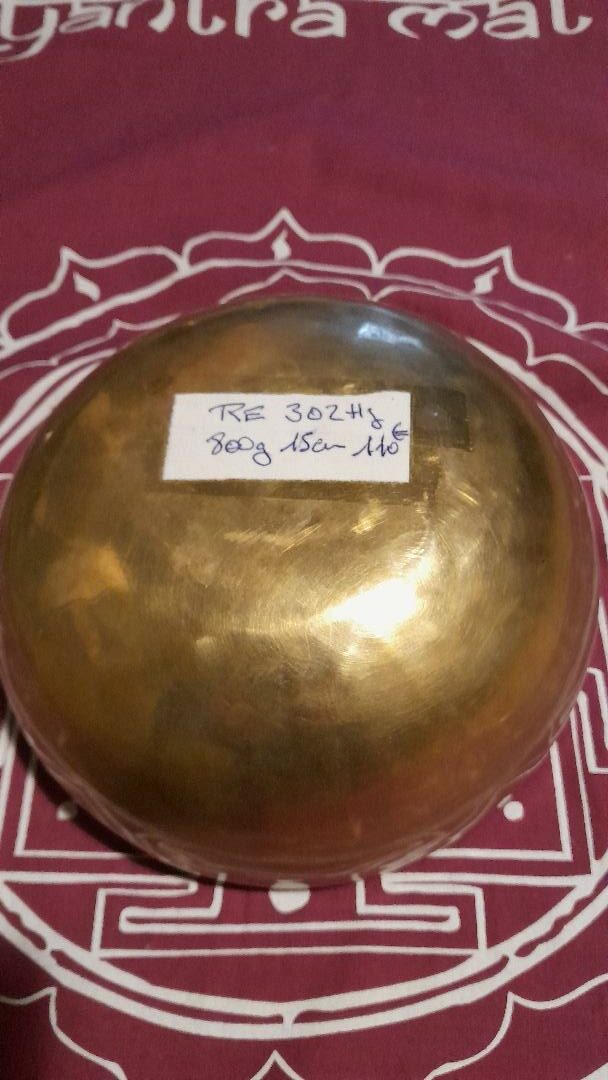 yantra mat
RE 302Hz
800g 15cm 110€